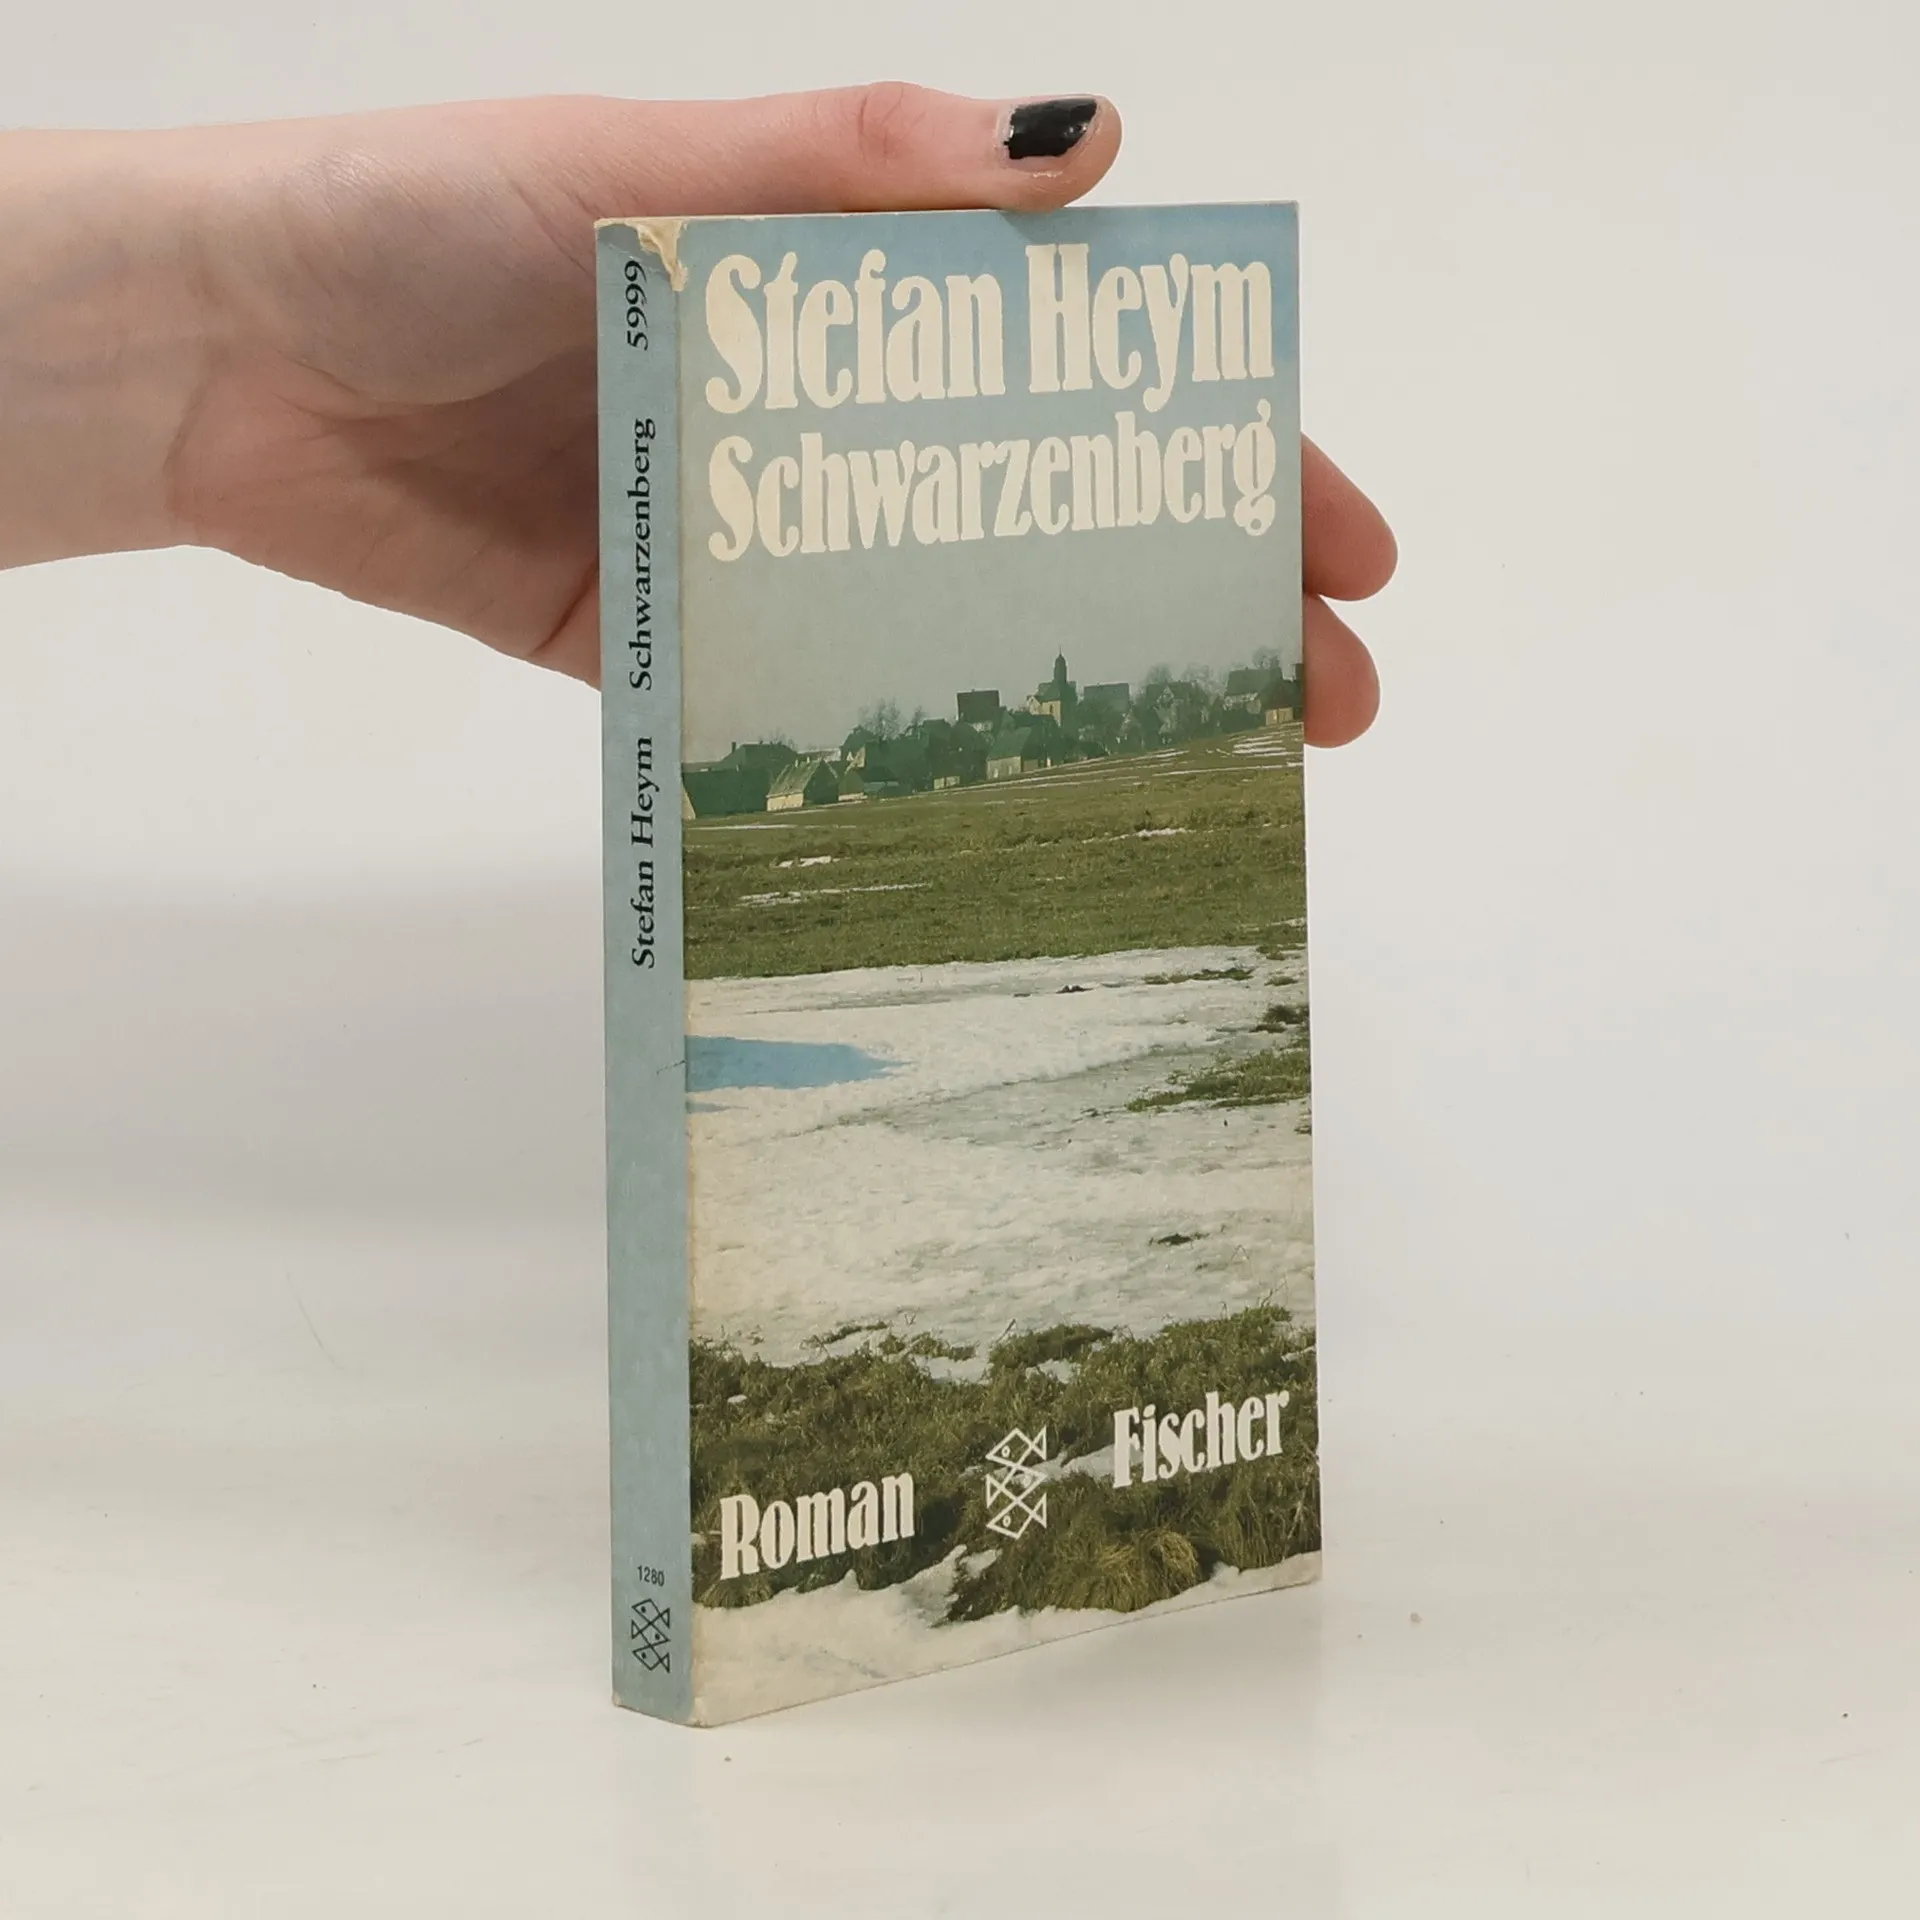 Stefan Heym
Schwarzenberg
Roman
Fischer
Stefan Heym Schwarzenberg 5999
1280